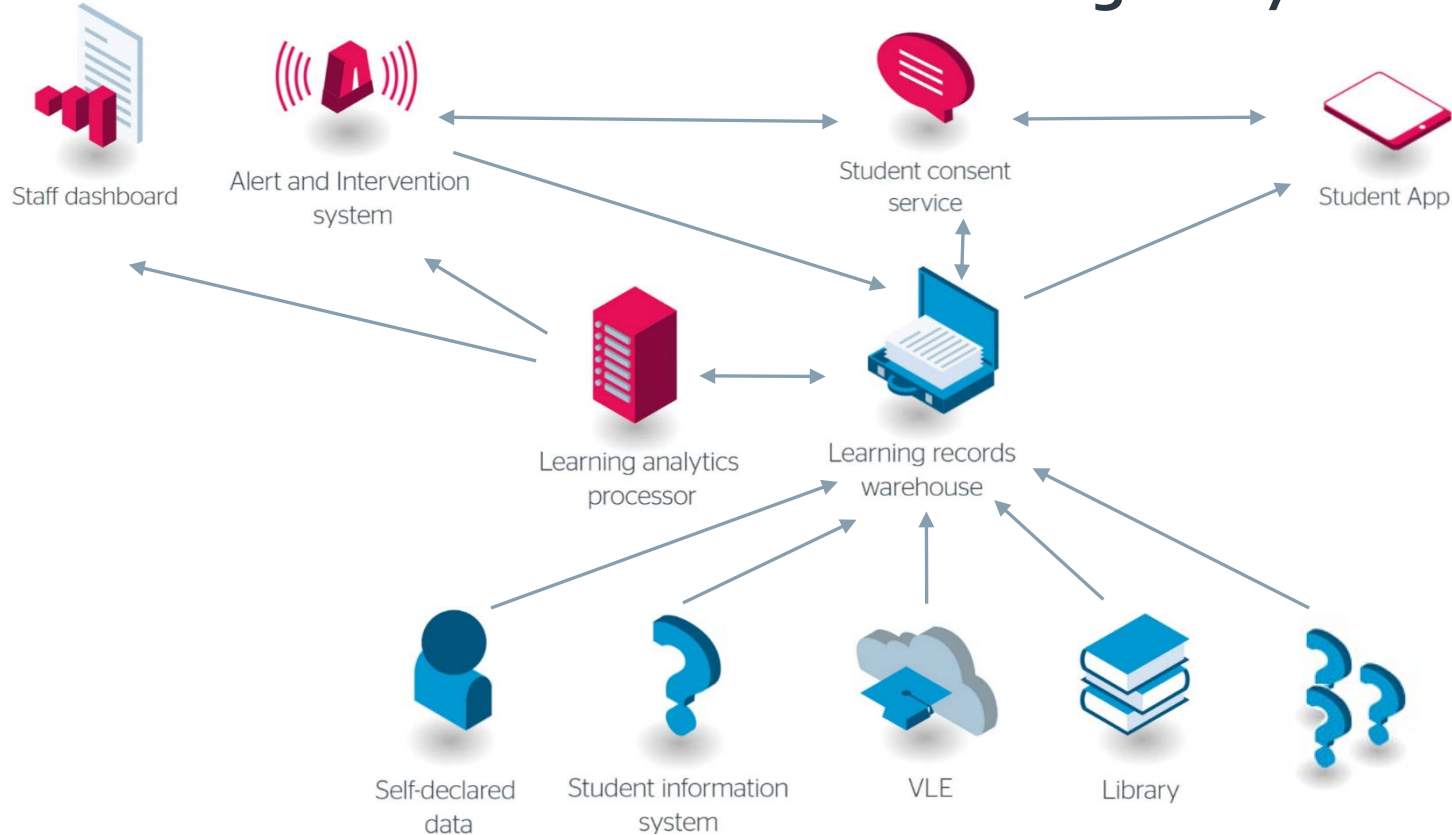 Staff dashboard
Alert and Intervention
system
Student consent
service
Student App
Learning analytics
processor
Learning records
warehouse
Self-declared
data
Student information
system
VLE
Library